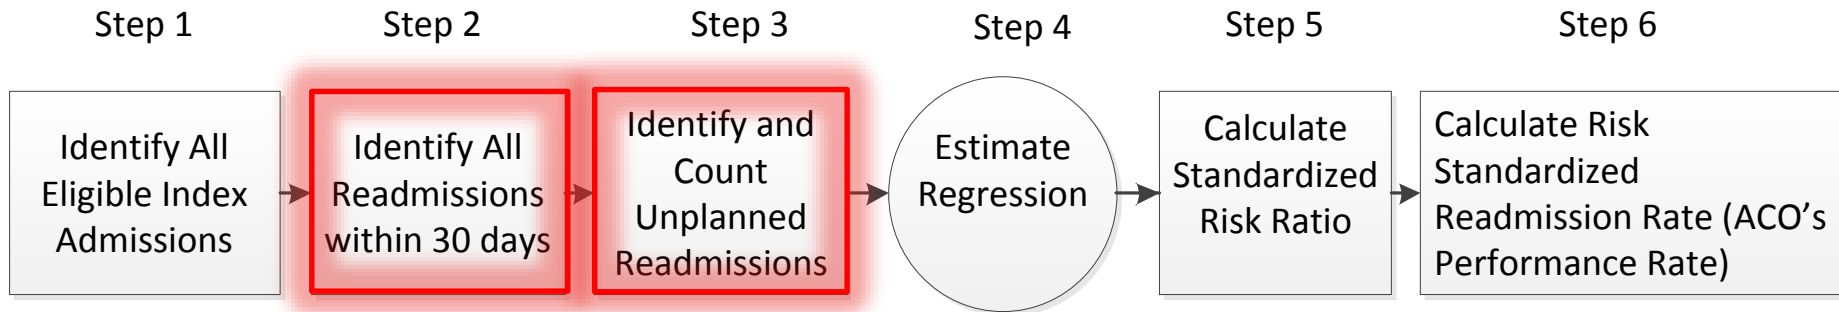 Step 1
Step 2
Step 3
Step 4
Step 5
Step 6
Identify All
Eligible Index
Admissions
Identify All
Readmissions
within 30 days
Identify and
Count
Unplanned
Readmissions
Estimate
Regression
Calculate
Standardized
Risk Ratio
Calculate Risk
Standardized
Readmission Rate (ACO’s
Performance Rate)